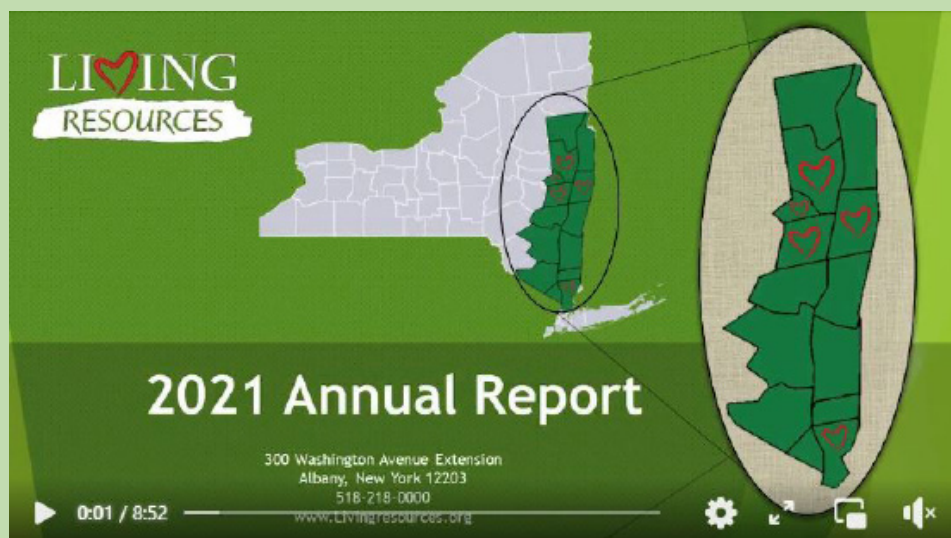 LIVING
RESOURCES
2021 Annual Report
300 Washington Avenue Extension
Albany, New York 12203
518-218-0000
www.Livingresources.org
0:01 / 8:52